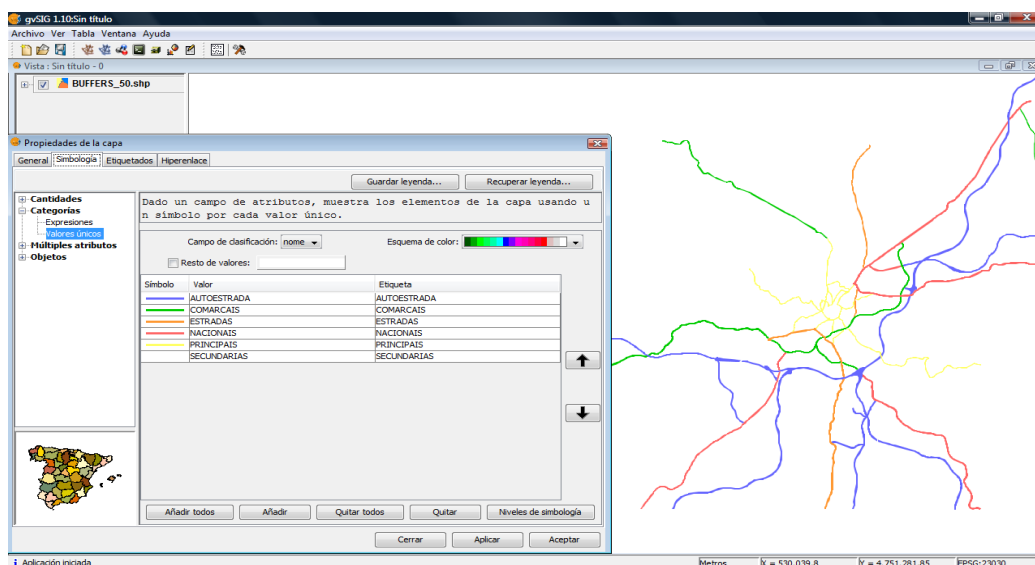 gvSIG 1.10:Sin título
Archivo Ver Tabla Ventana Ayuda
Vista : Sin título - 0
BUFFERS_50.shp
Propiedades de la capa
General Simbología Etiquetados Hiperenlace
Guardar leyenda... Recuperar leyenda...
Cantidades
Categorías
Expresiones
Valores únicos
Múltiples atributos
Objetos
Dado un campo de atributos, muestra los elementos de la capa usando u
n símbolo por cada valor único.
Campo de clasificación: nome Esquema de color:
Resto de valores:
Símbolo Valor Etiqueta
AUTOESTRADA AUTOESTRADA
COMARCAIS COMARCAIS
ESTRADAS ESTRADAS
NACIONAIS NACIONAIS
PRINCIPAIS PRINCIPAIS
SECUNDARIAS SECUNDARIAS
Añadir todos Añadir Quitar todos Quitar Niveles de simbología
Cerrar Aplicar Aceptar
Aplicación iniciada Metros X = 530.039,8 Y = 4.751.281,85 EPSG:23030